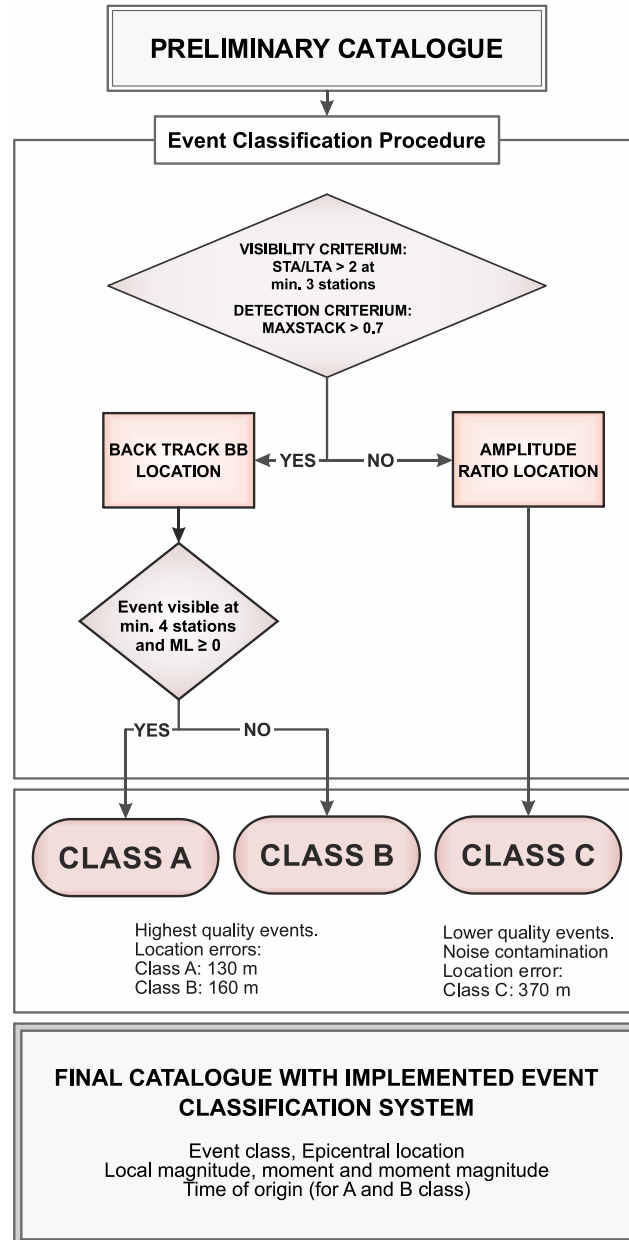 PRELIMINARY CATALOGUE
Event Classification Procedure
VISIBILITY CRITERIUM:
STA/LTA > 2 at
min. 3 stations
DETECTION CRITERIUM:
MAXSTACK > 0.7
BACK TRACK BB
LOCATION
YES
NO
AMPLITUDE
RATIO LOCATION
Event visible at
min. 4 stations
and ML ≥ 0
YES
NO
CLASS A
CLASS B
CLASS C
Highest quality events.
Location errors:
Class A: 130 m
Class B: 160 m
Lower quality events.
Noise contamination
Location error:
Class C: 370 m
FINAL CATALOGUE WITH IMPLEMENTED EVENT
CLASSIFICATION SYSTEM
Event class, Epicentral location
Local magnitude, moment and moment magnitude
Time of origin (for A and B class)